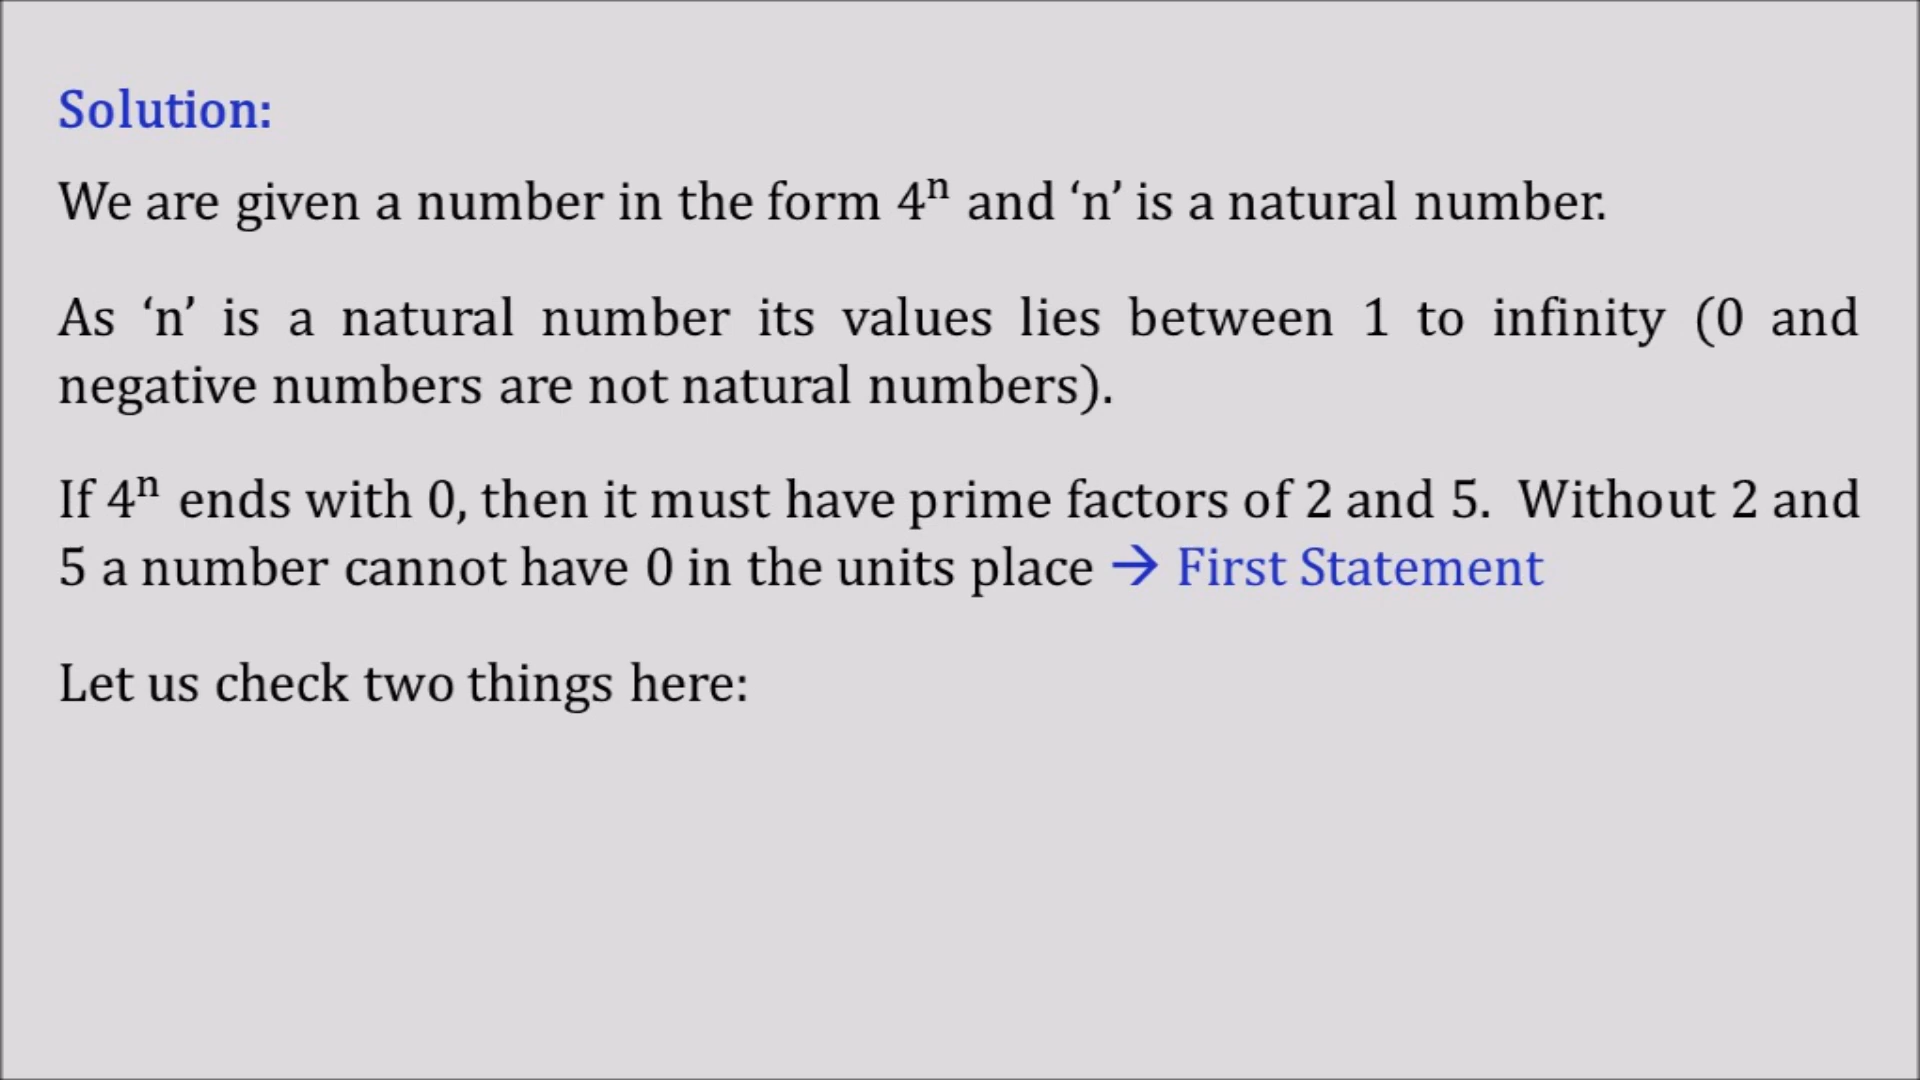 Solution:
We are given a number in the form 4ⁿ and ‘n’ is a natural number.
As ‘n’ is a natural number its values lies between 1 to infinity (0 and
negative numbers are not natural numbers).
If 4ⁿ ends with 0, then it must have prime factors of 2 and 5. Without 2 and
5 a number cannot have 0 in the units place → First Statement
Let us check two things here: